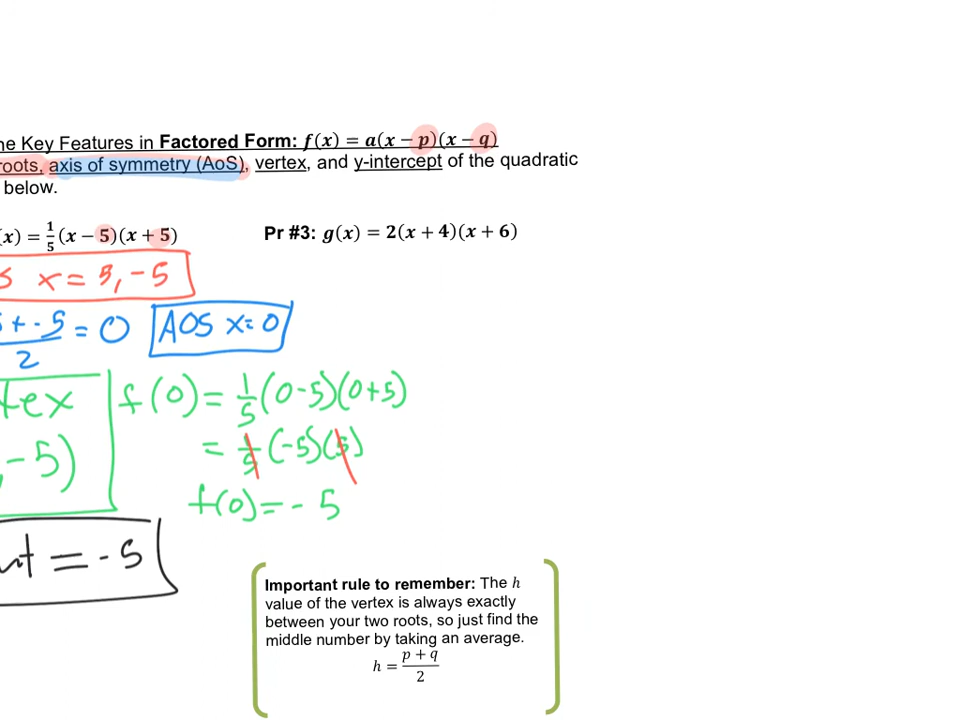 ne Key Features in Factored Form: f(x) = a(x − p)(x − q)
roots, axis of symmetry (AoS), vertex, and y-intercept of the quadratic
below.
(x) = 1/5 (x − 5)(x + 5)
Pr #3: g(x) = 2(x + 4)(x + 6)
S x = 5, -5
5 + -5 / 2 = 0 AOS x = 0
tex f(0) = 1/5 (0-5)(0+5)
, -5) = 1/5 (-5)(5)
f(0) = - 5
int = -5
Important rule to remember: The h
value of the vertex is always exactly
between your two roots, so just find the
middle number by taking an average.
h = p + q / 2